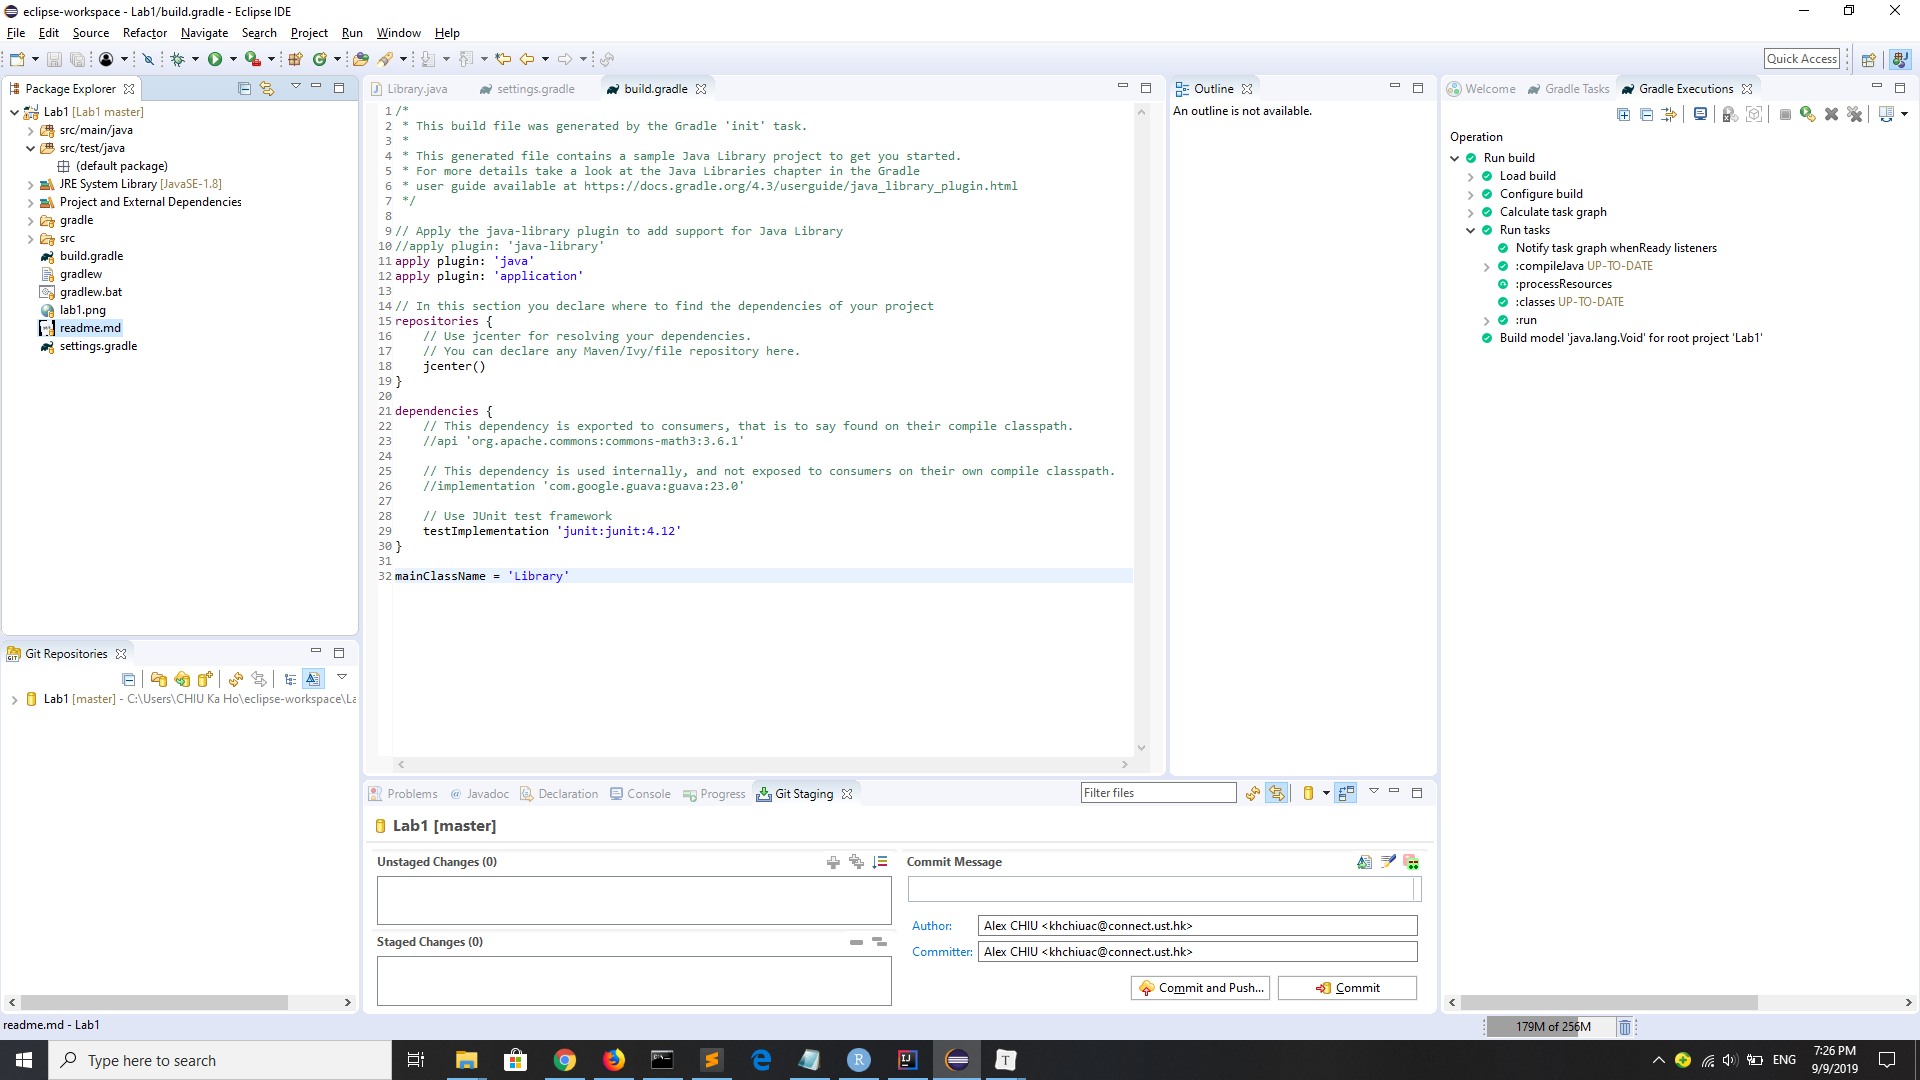 eclipse-workspace - Lab1/build.gradle - Eclipse IDE
File Edit Source Refactor Navigate Search Project Run Window Help
Quick Access
Package Explorer
Lab1 [Lab1 master]
src/main/java
src/test/java
(default package)
JRE System Library [JavaSE-1.8]
Project and External Dependencies
gradle
src
build.gradle
gradlew
gradlew.bat
lab1.png
readme.md
settings.gradle
Git Repositories
Lab1 [master] - C:\Users\CHIU Ka Ho\eclipse-workspace\La
Library.java settings.gradle build.gradle
1 /*
2 * This build file was generated by the Gradle 'init' task.
3 *
4 * This generated file contains a sample Java Library project to get you started.
5 * For more details take a look at the Java Libraries chapter in the Gradle
6 * user guide available at https://docs.gradle.org/4.3/userguide/java_library_plugin.html
7 */
8
9 // Apply the java-library plugin to add support for Java Library
10 //apply plugin: 'java-library'
11 apply plugin: 'java'
12 apply plugin: 'application'
13
14 // In this section you declare where to find the dependencies of your project
15 repositories {
16 // Use jcenter for resolving your dependencies.
17 // You can declare any Maven/Ivy/file repository here.
18 jcenter()
19 }
20
21 dependencies {
22 // This dependency is exported to consumers, that is to say found on their compile classpath.
23 //api 'org.apache.commons:commons-math3:3.6.1'
24
25 // This dependency is used internally, and not exposed to consumers on their own compile classpath.
26 //implementation 'com.google.guava:guava:23.0'
27
28 // Use JUnit test framework
29 testImplementation 'junit:junit:4.12'
30 }
31
32 mainClassName = 'Library'
Outline
An outline is not available.
Welcome Gradle Tasks Gradle Executions
Operation
Run build
Load build
Configure build
Calculate task graph
Run tasks
Notify task graph whenReady listeners
:compileJava UP-TO-DATE
:processResources
:classes UP-TO-DATE
:run
Build model 'java.lang.Void' for root project 'Lab1'
Problems Javadoc Declaration Console Progress Git Staging
Filter files
Lab1 [master]
Unstaged Changes (0)
Staged Changes (0)
Commit Message
Author: Alex CHIU <khchiuac@connect.ust.hk>
Committer: Alex CHIU <khchiuac@connect.ust.hk>
Commit and Push... Commit
readme.md - Lab1
179M of 256M
Type here to search
ENG
7:26 PM
9/9/2019